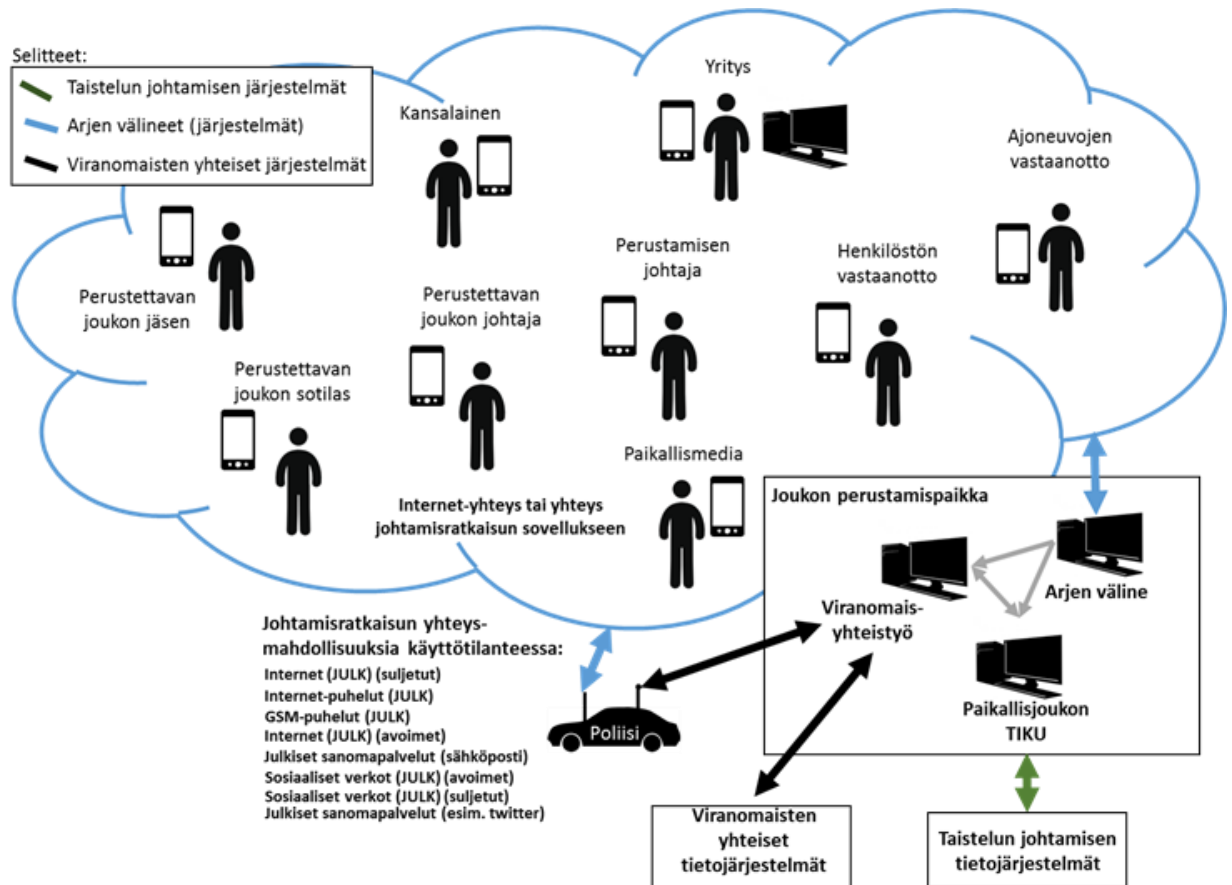 Selitteet:
Taistelun johtamisen järjestelmät
Arjen välineet (järjestelmät)
Viranomaisten yhteiset järjestelmät
Kansalainen
Yritys
Ajoneuvojen
vastaanotto
Perustettavan
joukon jäsen
Perustettavan
joukon johtaja
Perustamisen
johtaja
Henkilöstön
vastaanotto
Perustettavan
joukon sotilas
Paikallismedia
Internet-yhteys tai yhteys
johtamisratkaisun sovellukseen
Joukon perustamispaikka
Arjen väline
Viranomais-
yhteistyö
Paikallisjoukon
TIKU
Johtamisratkaisun yhteys-
mahdollisuuksia käyttötilanteessa:
Internet (JULK) (suljetut)
Internet-puhelut (JULK)
GSM-puhelut (JULK)
Internet (JULK) (avoimet)
Julkiset sanomapalvelut (sähköposti)
Sosiaaliset verkot (JULK) (avoimet)
Sosiaaliset verkot (JULK) (suljetut)
Julkiset sanomapalvelut (esim. twitter)
Poliisi
Viranomaisten
yhteiset
tietojärjestelmät
Taistelun johtamisen
tietojärjestelmät